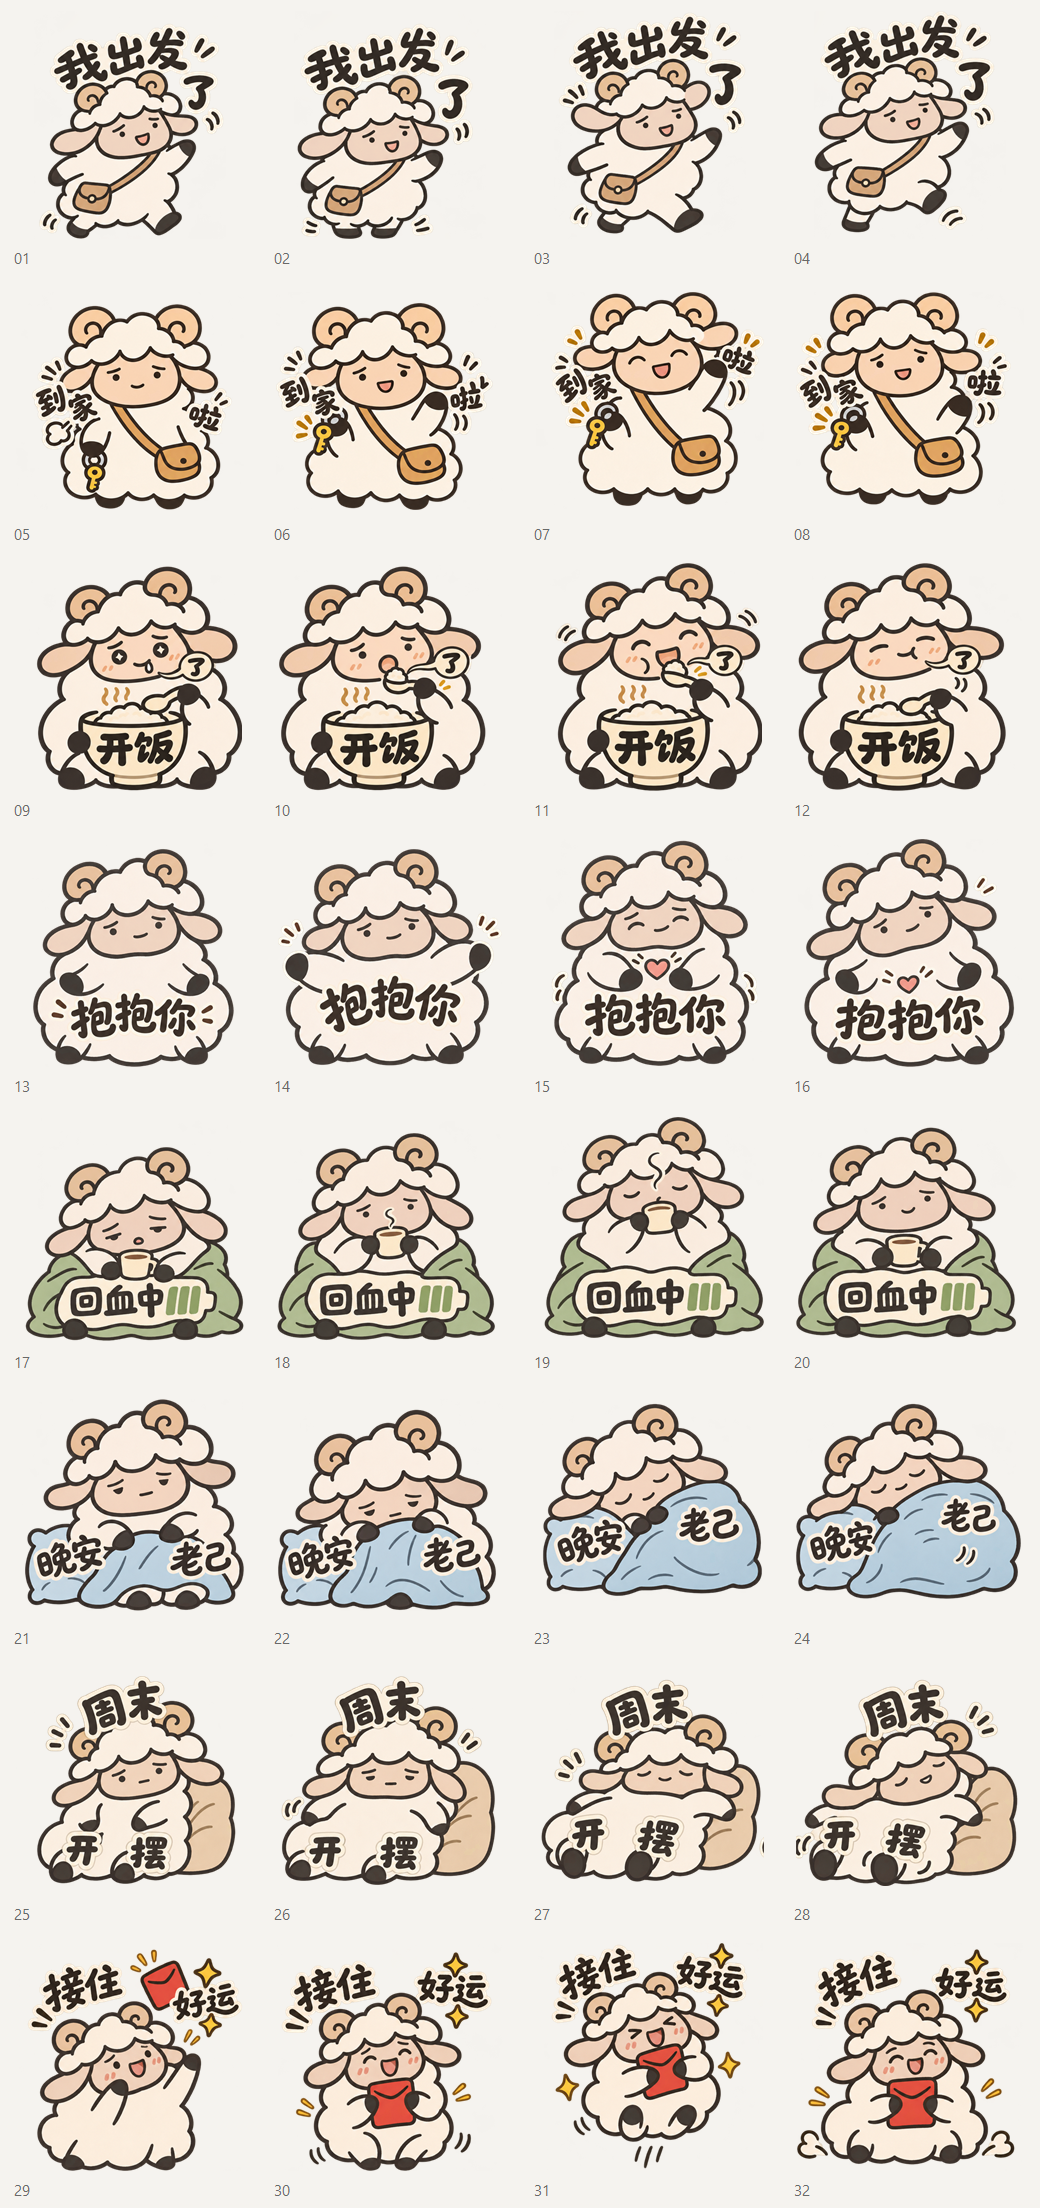 我出发了
我出发了
我出发了
我出发了
01
02
03
04
到家啦
到家啦
到家啦
到家啦
05
06
07
08
了
开饭
了
开饭
了
开饭
了
开饭
09
10
11
12
抱抱你
抱抱你
抱抱你
抱抱你
13
14
15
16
回血中
回血中
回血中
回血中
17
18
19
20
晚安 老己
晚安 老己
晚安 老己
晚安 老己
21
22
23
24
周末
开 摆
周末
开 摆
周末
开 摆
周末
开 摆
25
26
27
28
接住 好运
接住 好运
接住 好运
接住 好运
29
30
31
32